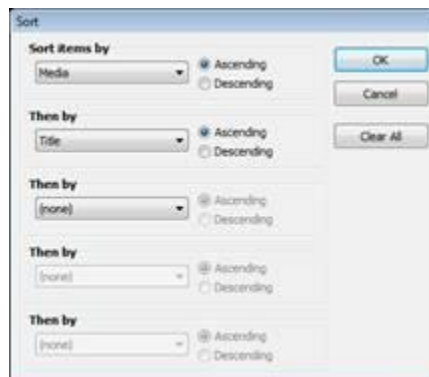 Sort
Sort items by
Media
Ascending
Descending
OK
Cancel
Clear All
Then by
Title
Ascending
Descending
Then by
(none)
Ascending
Descending
Then by
(none)
Ascending
Descending
Then by
(none)
Ascending
Descending